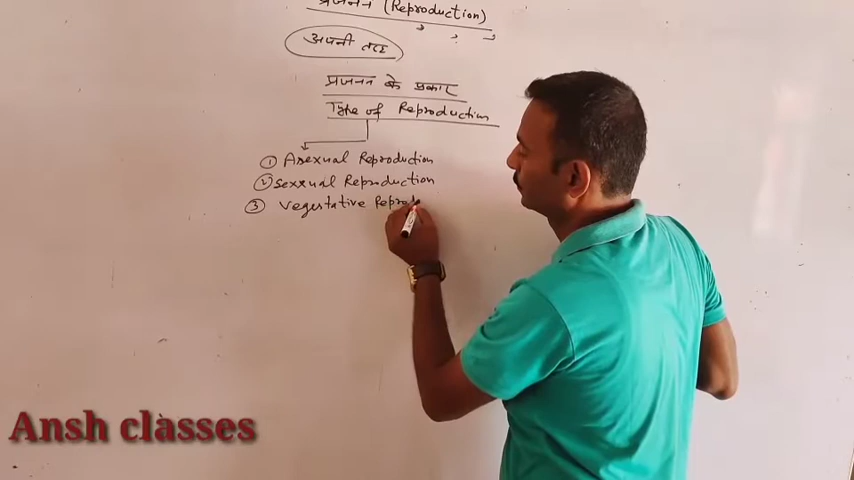 प्रजनन (Reproduction)
अपनी तरह
प्रजनन के प्रकार
Type of Reproduction
① Asexual Reproduction
② Sexxual Reproduction
③ Vegetative Reprod
Ansh classes